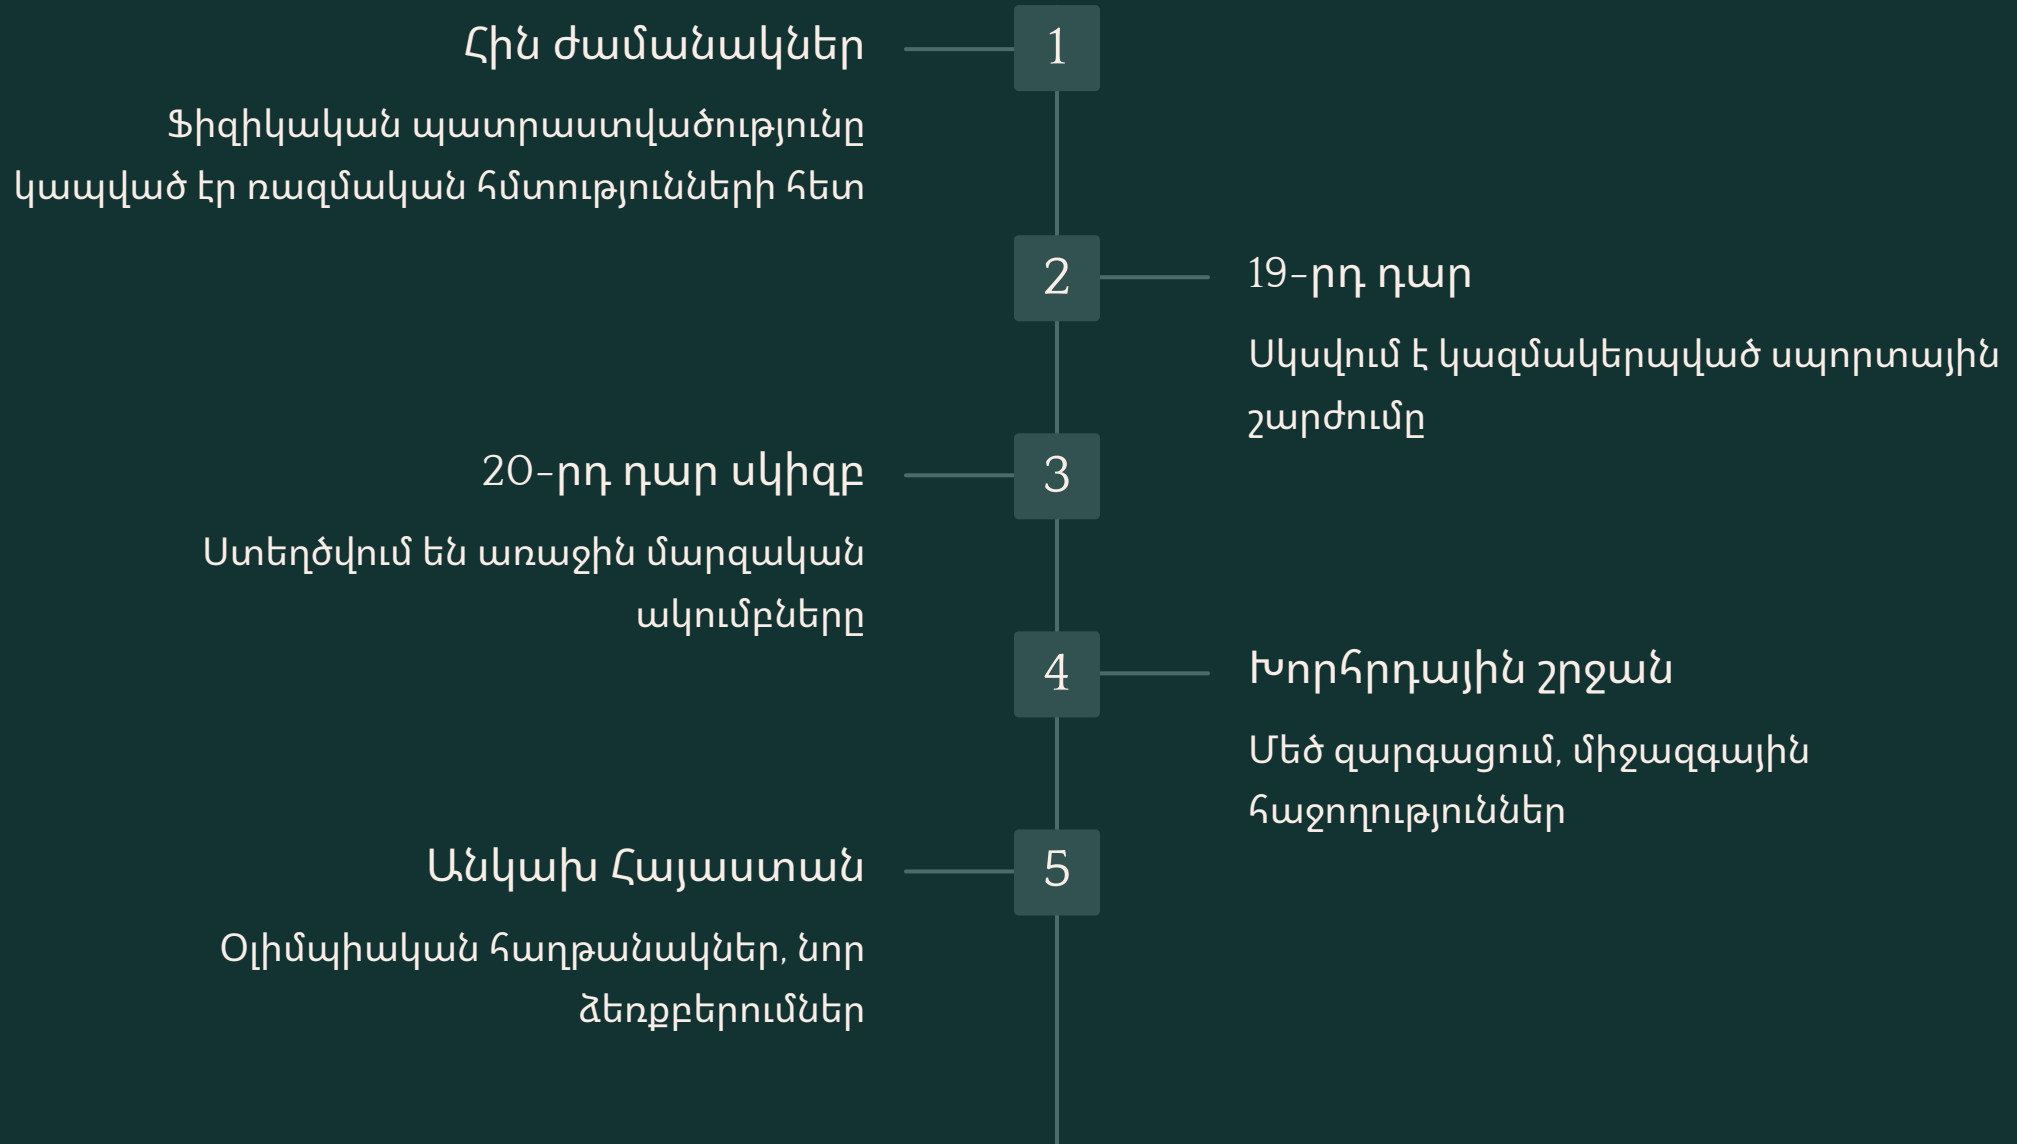 1
Հին ժամանակներ
Ֆիզիկական պատրաստվածությունը
կապված էր ռազմական հմտությունների հետ
2
19-րդ դար
Սկսվում է կազմակերպված սպորտային
շարժումը
3
20-րդ դար սկիզբ
Ստեղծվում են առաջին մարզական
ակումբները
4
Խորհրդային շրջան
Մեծ զարգացում, միջազգային
հաջողություններ
5
Անկախ Հայաստան
Օլիմպիական հաղթանակներ, նոր
ձեռքբերումներ